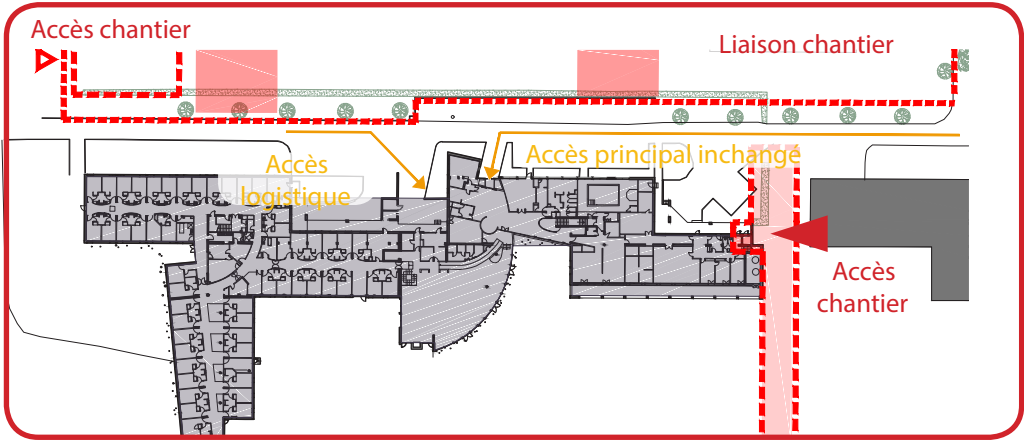 Accès chantier
Liaison chantier
Accès
logistique
Accès principal inchangé
Accès
chantier